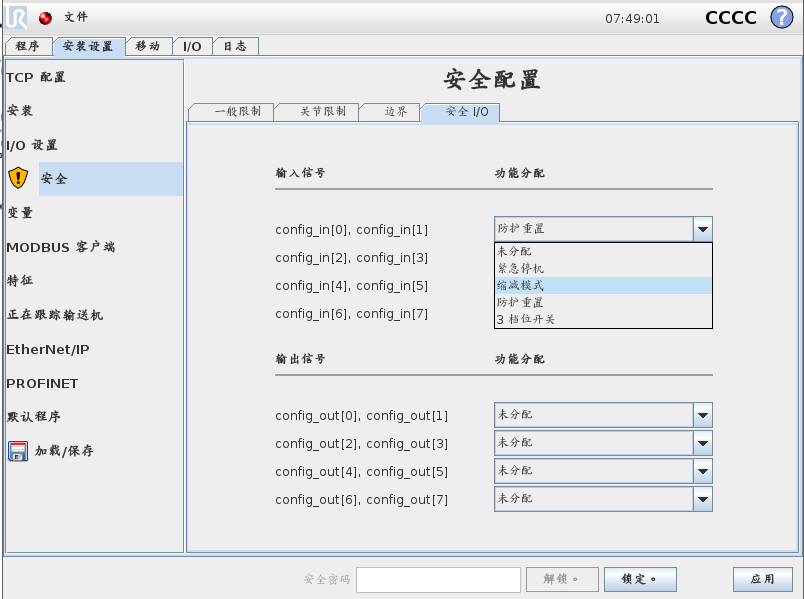 UR 文件 07:49:01 CCCC ?
程序 安装设置 移动 I/O 日志
TCP 配置
安装
I/O 设置
安全
变量
MODBUS 客户端
特征
正在跟踪输送机
EtherNet/IP
PROFINET
默认程序
加载/保存
安全配置
一般限制 关节限制 边界 安全 I/O
输入信号 功能分配
config_in[0], config_in[1] 防护重置
config_in[2], config_in[3]
config_in[4], config_in[5]
config_in[6], config_in[7]
未分配
紧急停机
缩减模式
防护重置
3 档位开关
输出信号 功能分配
config_out[0], config_out[1] 未分配
config_out[2], config_out[3] 未分配
config_out[4], config_out[5] 未分配
config_out[6], config_out[7] 未分配
安全密码 解锁。 锁定。 应用